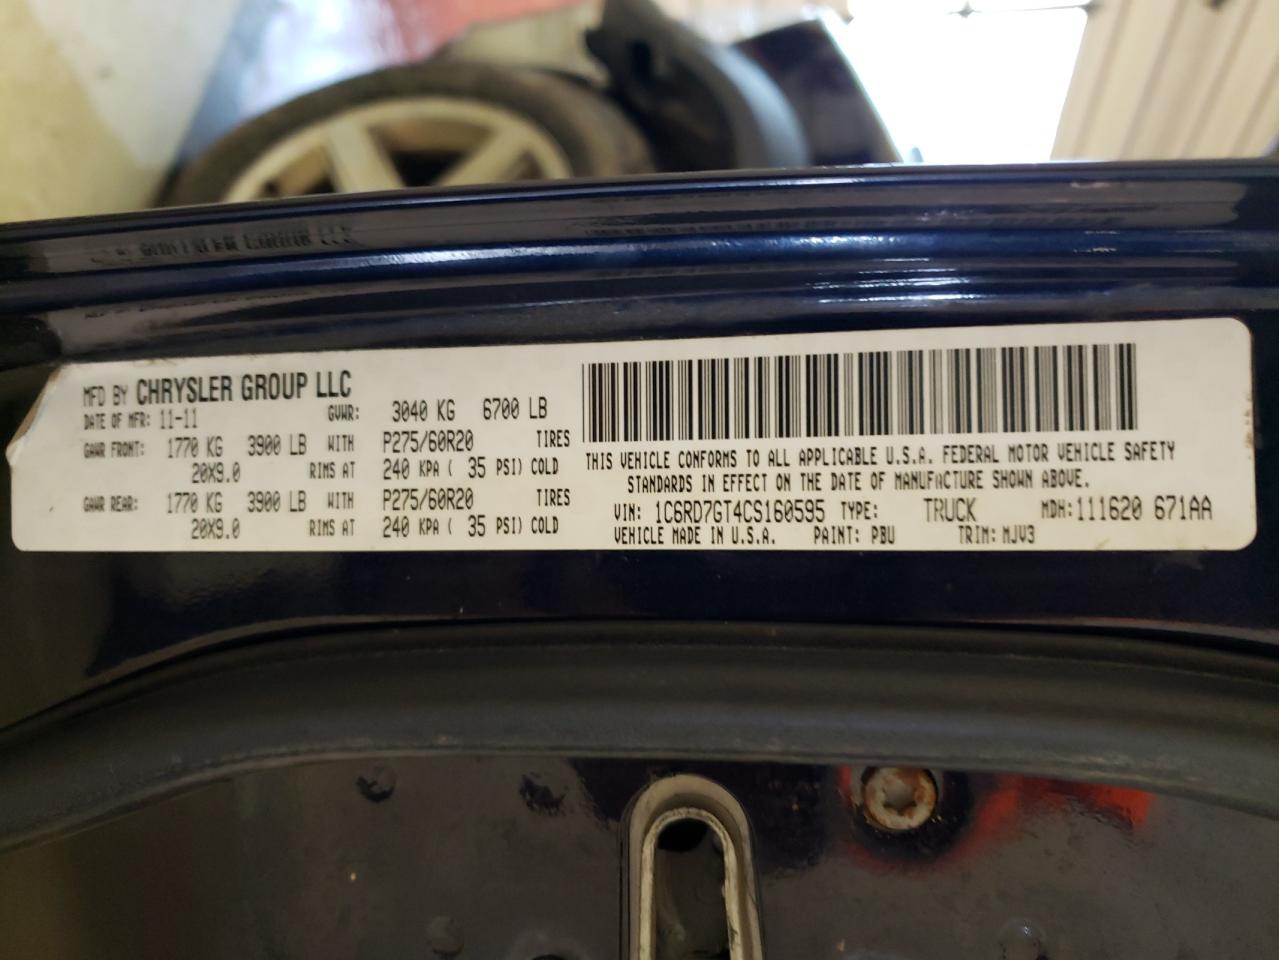 MFD BY CHRYSLER GROUP LLC
DATE OF MFR: 11-11 GVWR: 3040 KG 6700 LB
GAWR FRONT: 1770 KG 3900 LB WITH P275/60R20 TIRES
20X9.0 RIMS AT 240 KPA ( 35 PSI) COLD
GAWR REAR: 1770 KG 3900 LB WITH P275/60R20 TIRES
20X9.0 RIMS AT 240 KPA ( 35 PSI) COLD
THIS VEHICLE CONFORMS TO ALL APPLICABLE U.S.A. FEDERAL MOTOR VEHICLE SAFETY
STANDARDS IN EFFECT ON THE DATE OF MANUFACTURE SHOWN ABOVE.
VIN: 1C6RD7GT4CS160595 TYPE: TRUCK MDH:111620 671AA
VEHICLE MADE IN U.S.A. PAINT: PBU TRIM: MJV3